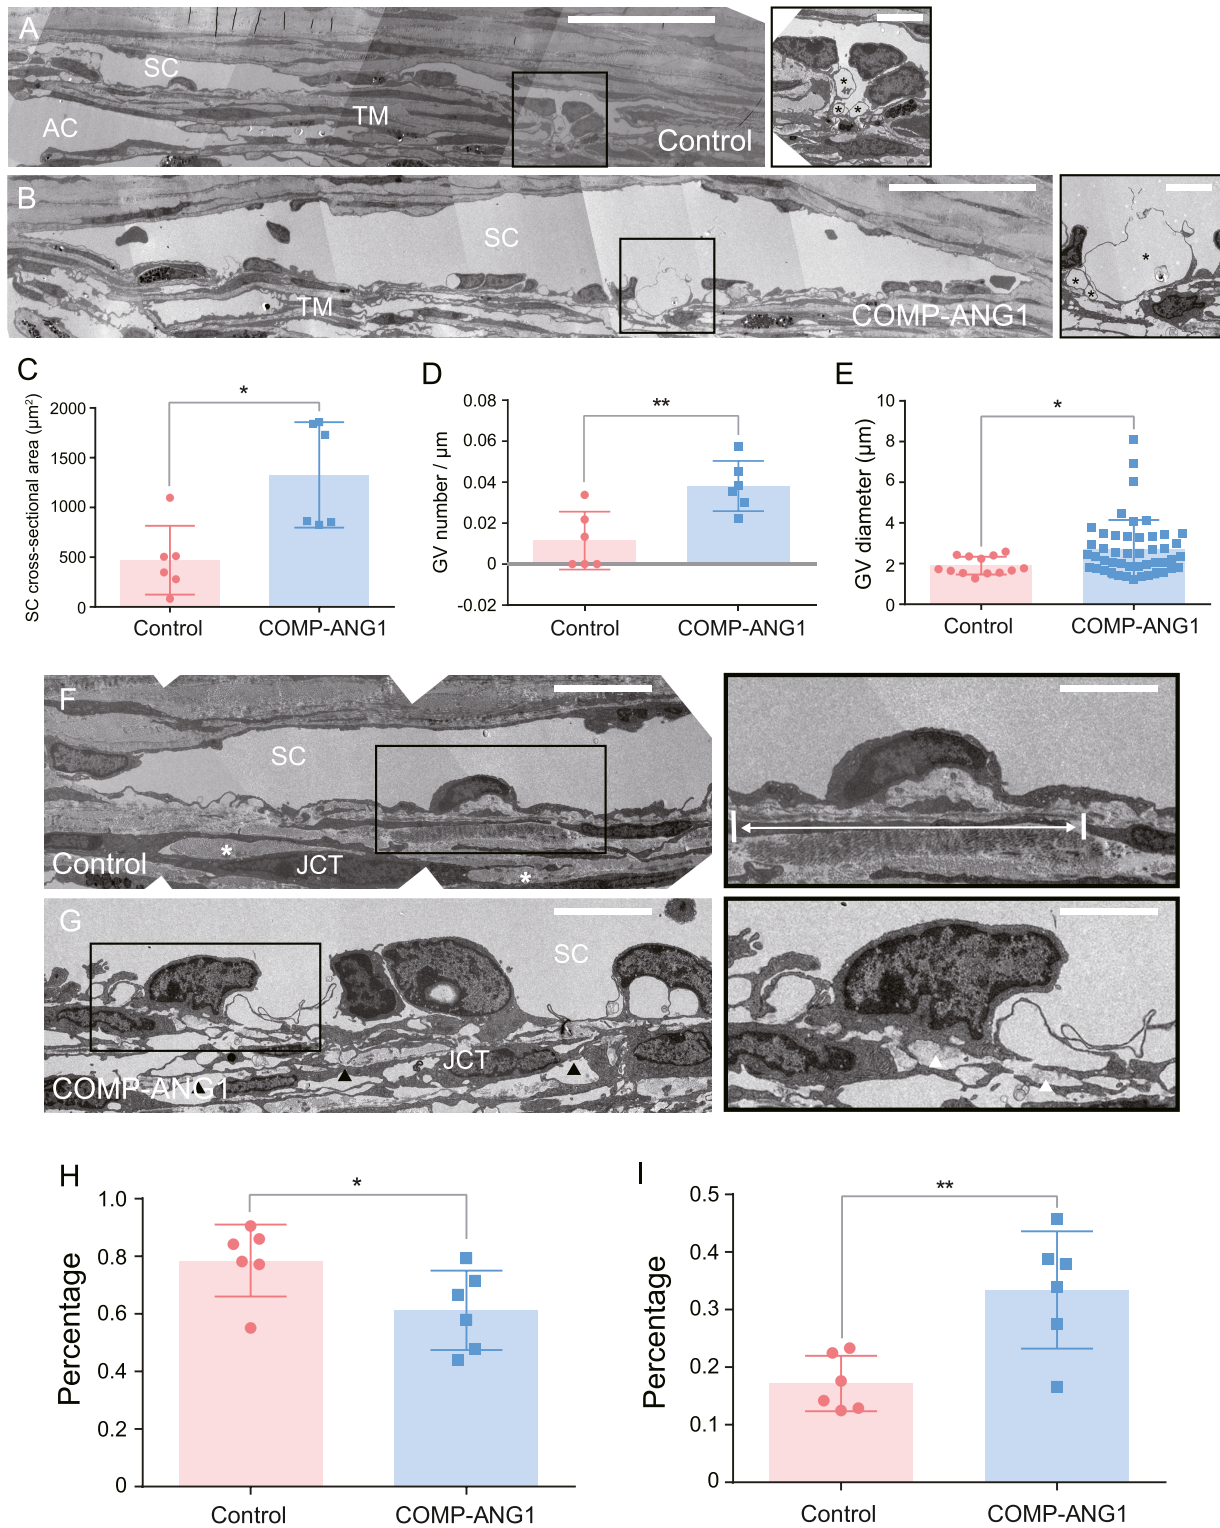 A
SC
AC
TM
Control
*
*
*
B
SC
TM
COMP-ANG1
*
*
*
*
C
SC cross-sectional area (µm²)
2000
1500
1000
500
0
*
Control
COMP-ANG1
D
GV number / µm
0.08
0.06
0.04
0.02
0
-0.02
**
Control
COMP-ANG1
E
GV diameter (µm)
10
8
6
4
2
0
*
Control
COMP-ANG1
F
SC
Control
*
JCT
*
G
SC
JCT
COMP-ANG1
H
Percentage
1.0
0.8
0.6
0.4
0.2
0
*
Control
COMP-ANG1
I
Percentage
0.5
0.4
0.3
0.2
0.1
0
**
Control
COMP-ANG1